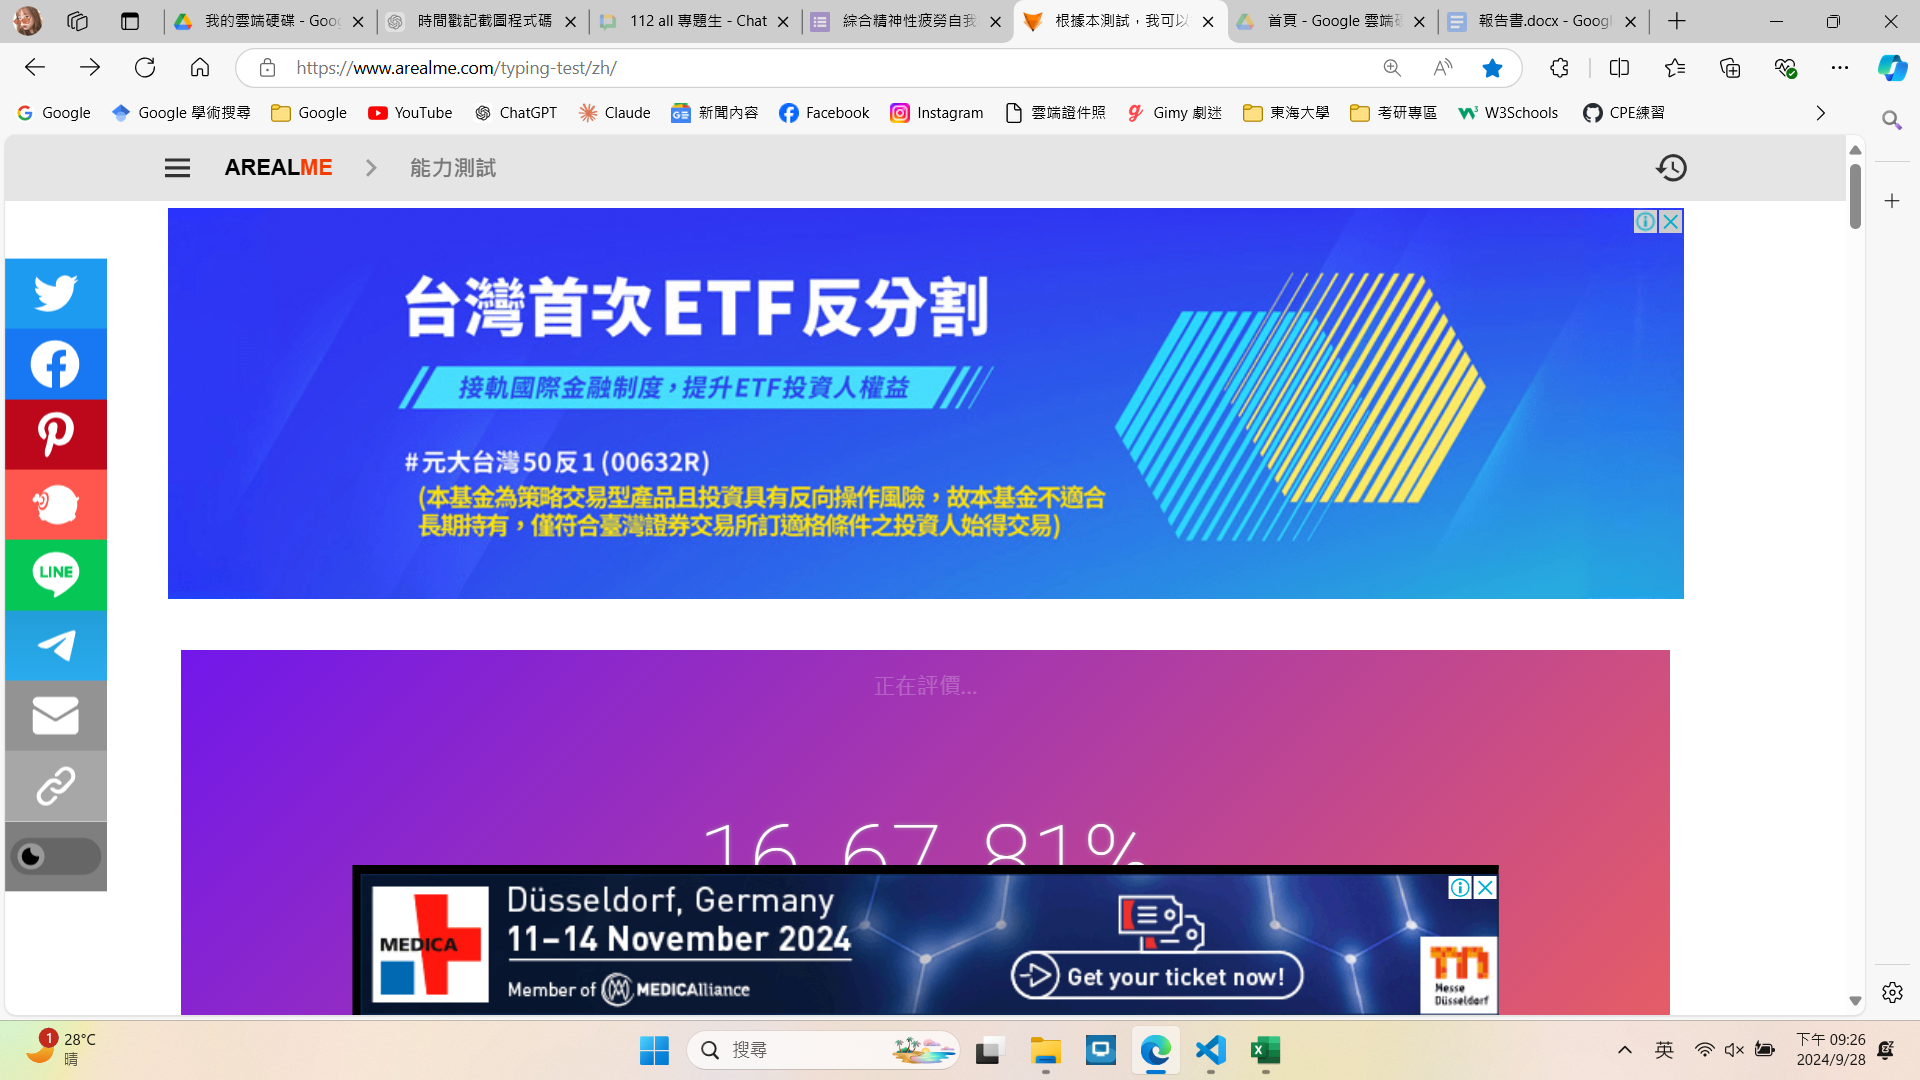 我的雲端硬碟 - Goog
時間戳記截圖程式碼
112 all 專題生 - Chat
綜合精神性疲勞自我
根據本測試，我可以
首頁 - Google 雲端硬
報告書.docx - Googl
https://www.arealme.com/typing-test/zh/
Google
Google 學術搜尋
Google
YouTube
ChatGPT
Claude
新聞內容
Facebook
Instagram
雲端證件照
Gimy 劇迷
東海大學
考研專區
W3Schools
CPE練習
AREALME
能力測試
台灣首次ETF反分割
接軌國際金融制度，提升ETF投資人權益
#元大台灣50反1(00632R)
(本基金為策略交易型產品且投資具有反向操作風險，故本基金不適合
長期持有，僅符合臺灣證券交易所訂適格條件之投資人始得交易)
LINE
正在評價...
16 67 81%
MEDICA
Düsseldorf, Germany
11–14 November 2024
Member of MEDICAlliance
Get your ticket now!
Messe
Düsseldorf
1
28°C
晴
搜尋
英
下午 09:26
2024/9/28